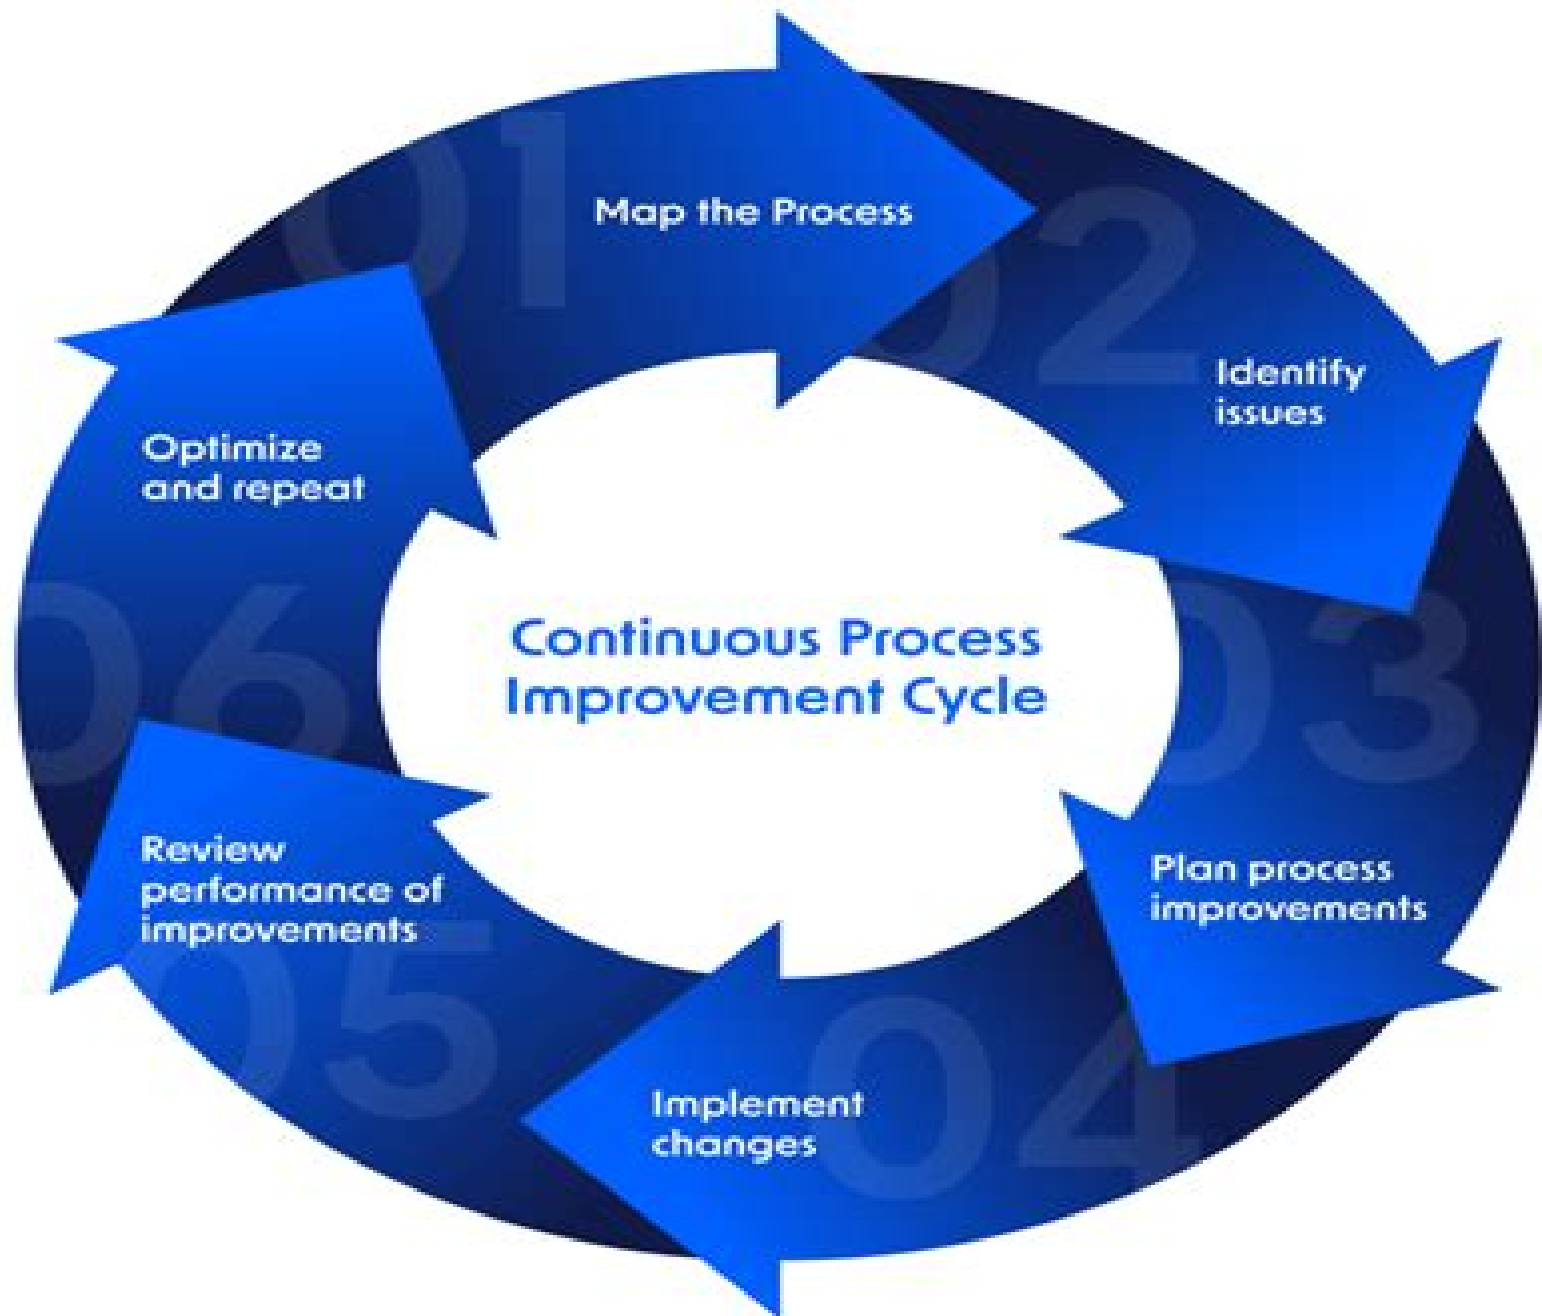 01
Map the Process
02
Identify
issues
03
Plan process
improvements
04
Implement
changes
05
Review
performance of
improvements
06
Optimize
and repeat
Continuous Process
Improvement Cycle